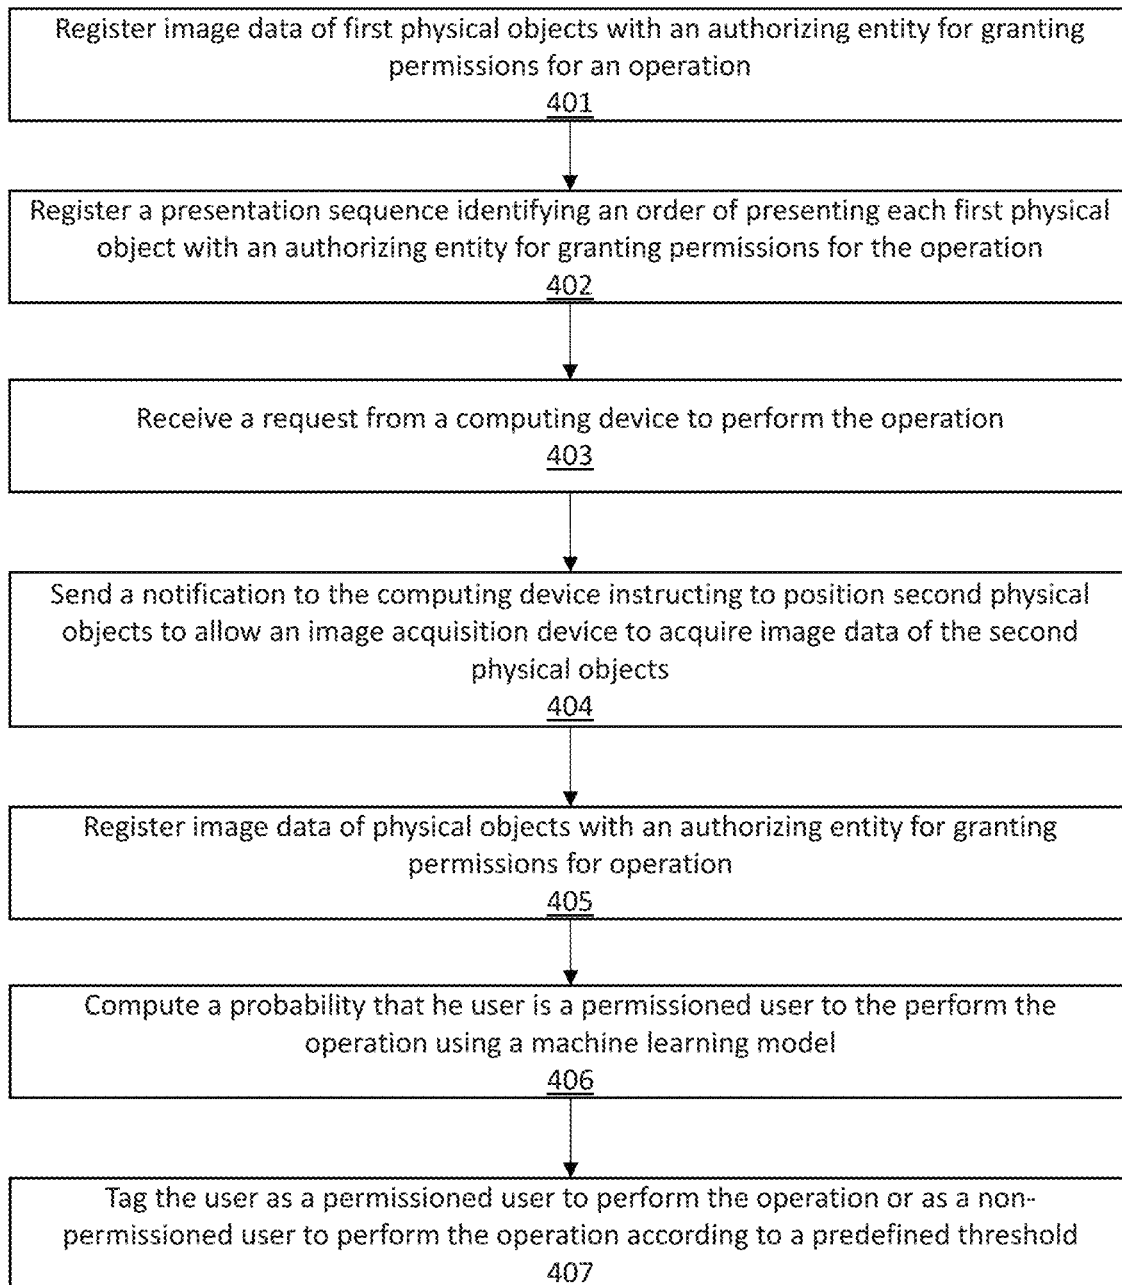 Register image data of first physical objects with an authorizing entity for granting
permissions for an operation
401
Register a presentation sequence identifying an order of presenting each first physical
object with an authorizing entity for granting permissions for the operation
402
Receive a request from a computing device to perform the operation
403
Send a notification to the computing device instructing to position second physical
objects to allow an image acquisition device to acquire image data of the second
physical objects
404
Register image data of physical objects with an authorizing entity for granting
permissions for operation
405
Compute a probability that he user is a permissioned user to the perform the
operation using a machine learning model
406
Tag the user as a permissioned user to perform the operation or as a non-
permissioned user to perform the operation according to a predefined threshold
407